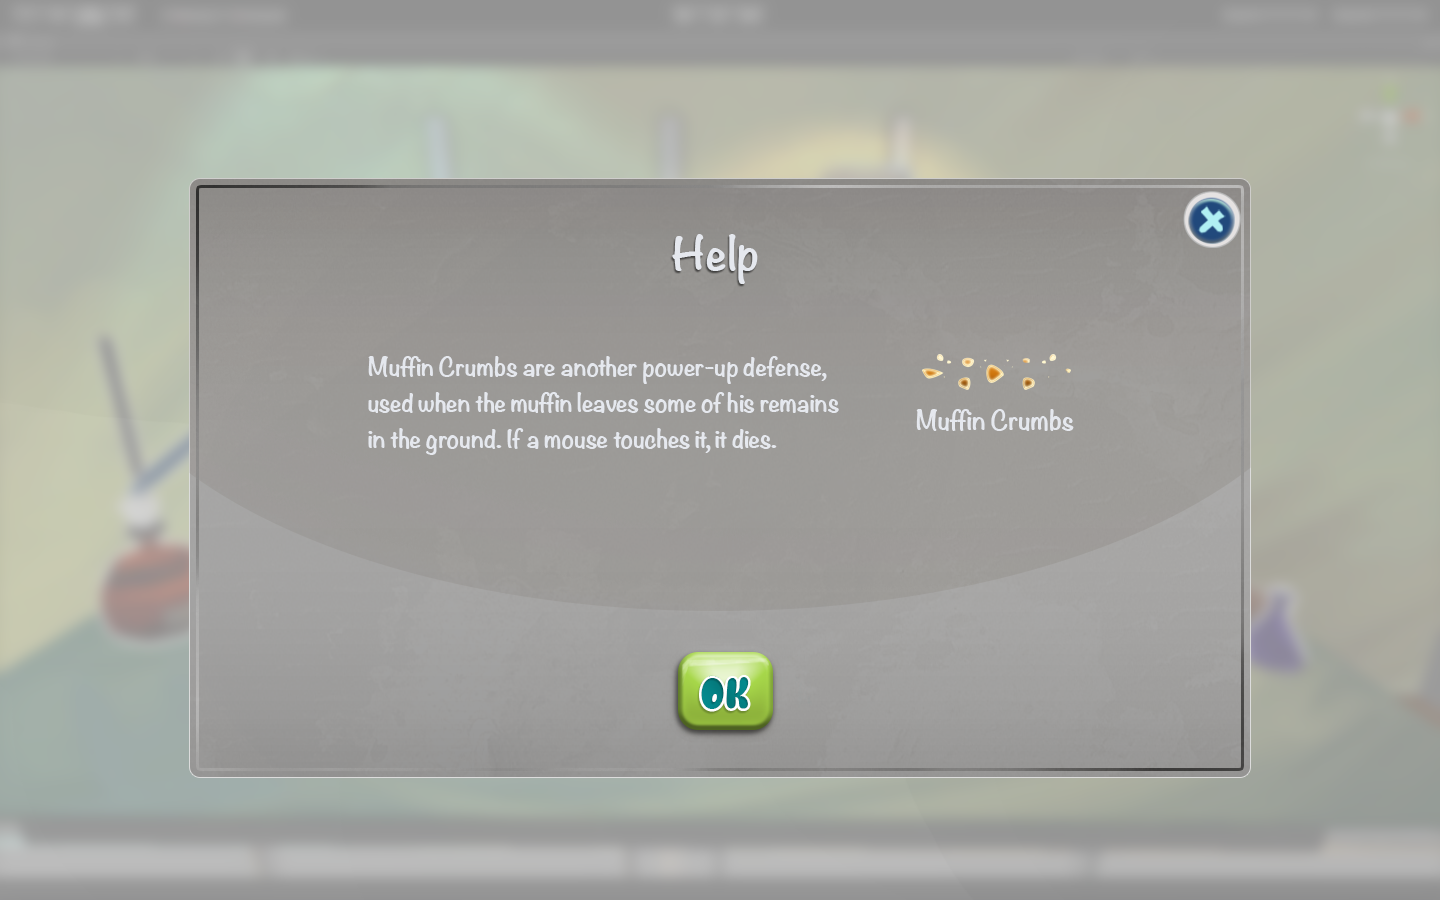 Help
Muffin Crumbs are another power-up defense,
used when the muffin leaves some of his remains
in the ground. If a mouse touches it, it dies.
Muffin Crumbs
OK